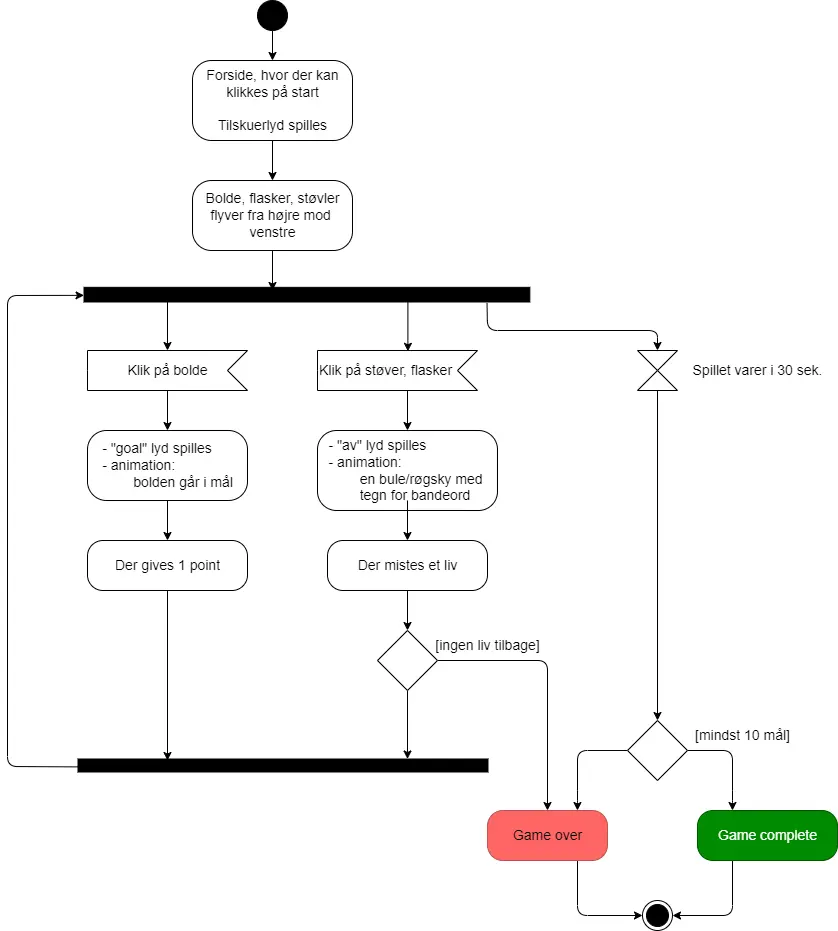 Forside, hvor der kan
klikkes på start
Tilskuerlyd spilles
Bolde, flasker, støvler
flyver fra højre mod
venstre
Klik på bolde
Klik på støver, flasker
Spillet varer i 30 sek.
- "goal" lyd spilles
- animation:
bolden går i mål
- "av" lyd spilles
- animation:
en bule/røgsky med
tegn for bandeord
Der gives 1 point
Der mistes et liv
[ingen liv tilbage]
[mindst 10 mål]
Game over
Game complete